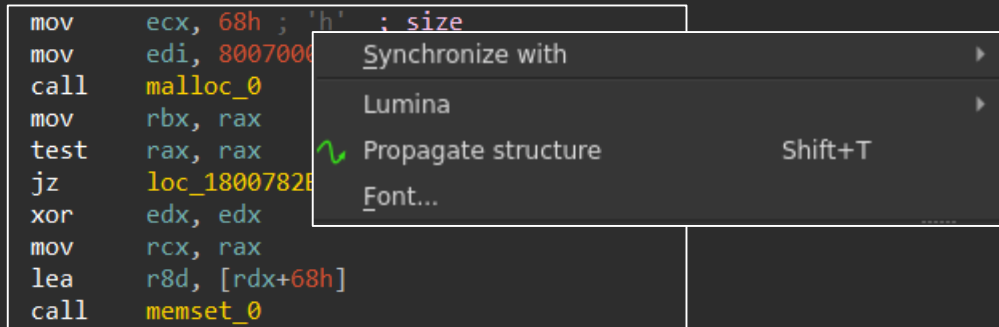 mov ecx, 68h ; 'h' ; size
mov edi, 8007000
call malloc_0
mov rbx, rax
test rax, rax
jz loc_1800782
xor edx, edx
mov rcx, rax
lea r8d, [rdx+68h]
call memset_0
Synchronize with
Lumina
Propagate structure Shift+T
Font...